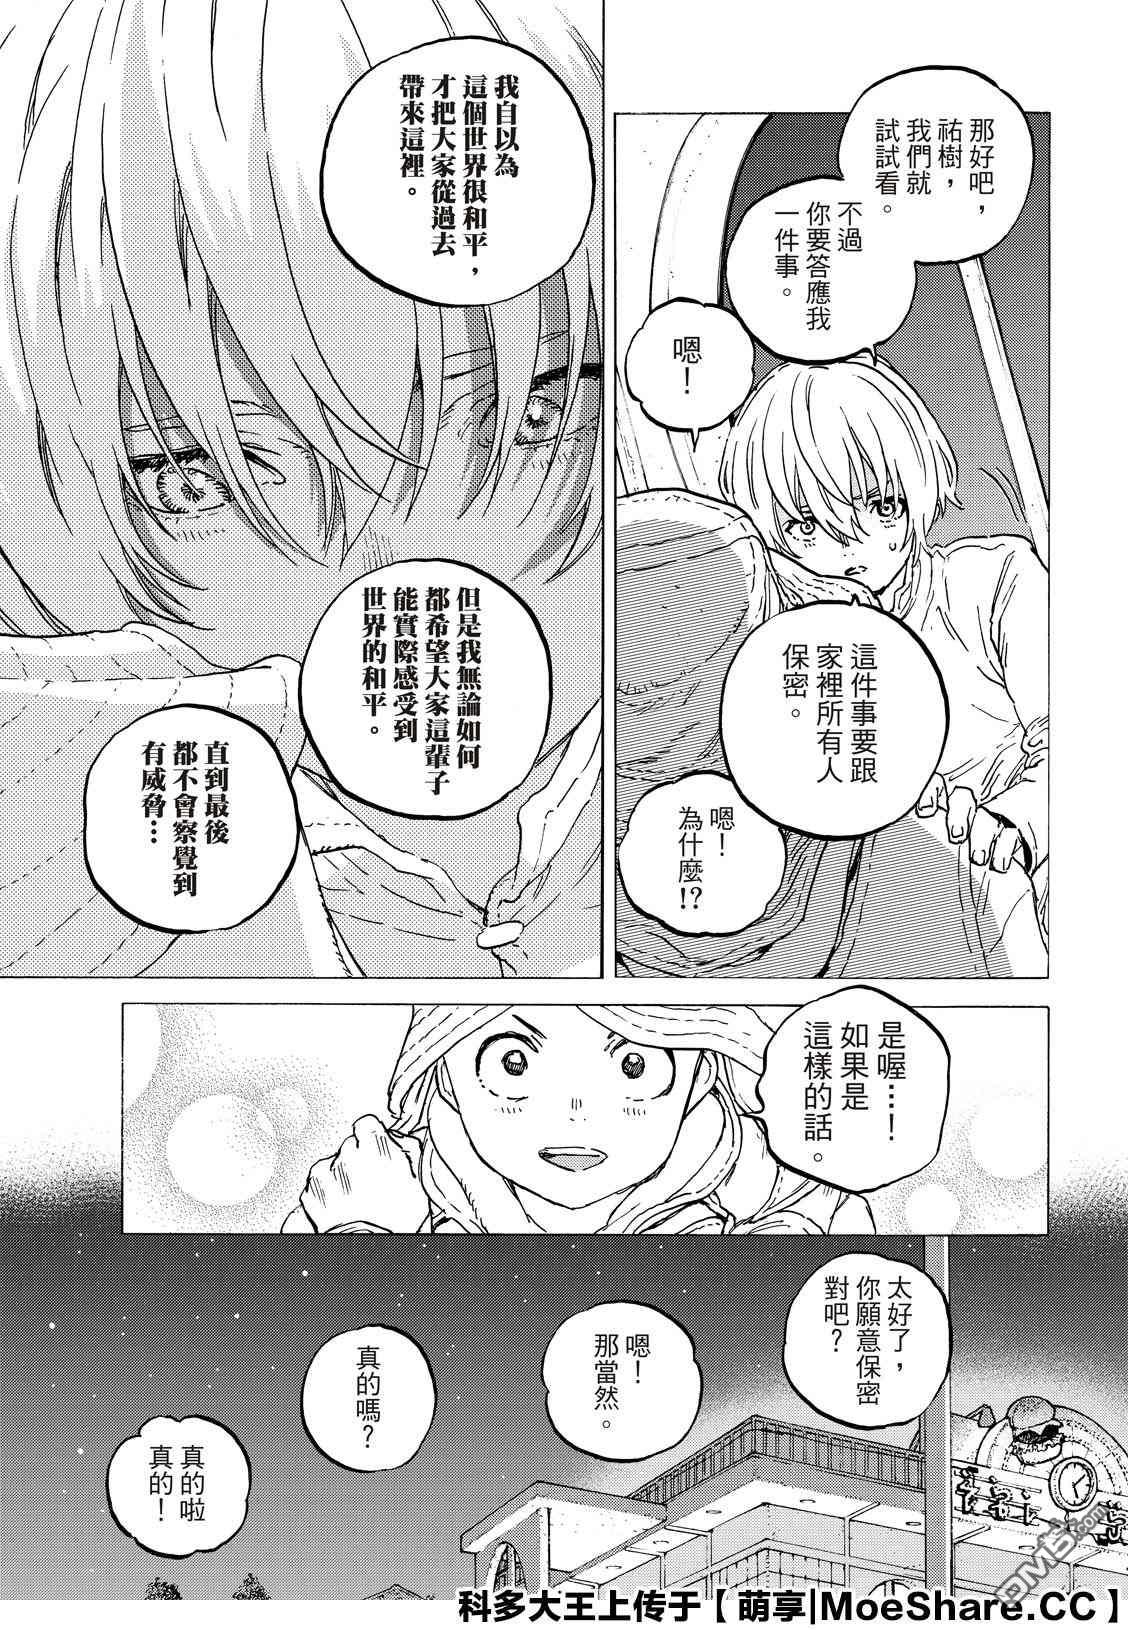 那好吧，
祐樹，
我們就
試試看。
不過
你要答應我
一件事。
嗯！
這件事要跟
家裡所有人
保密。
嗯！
為什麼!?
我自以為
這個世界很和平，
才把大家從過去
帶來這裡。
但是我無論如何
都希望大家這輩子
能實際感受到
世界的和平。
直到最後
都不會察覺到
有威脅…
是喔…！
如果是
這樣的話。
太好了，
你願意保密
對吧？
嗯！
那當然。
真的嗎？
真的啦
真的！
科多大王上传于【萌享|MoeShare.CC】